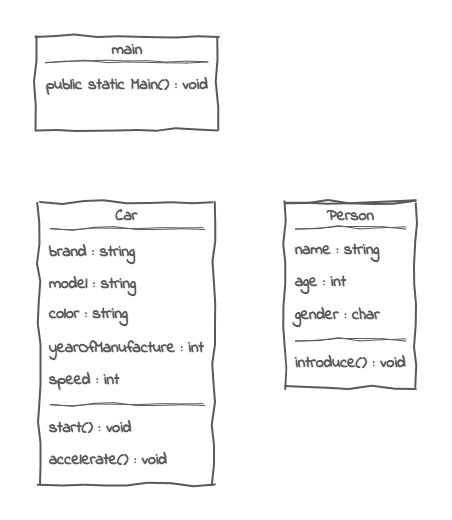 main
public static Main() : void
Car
brand : string
model : string
color : string
yearofManufacture : int
speed : int
start() : void
accelerate() : void
Person
name : string
age : int
gender : char
introduce() : void